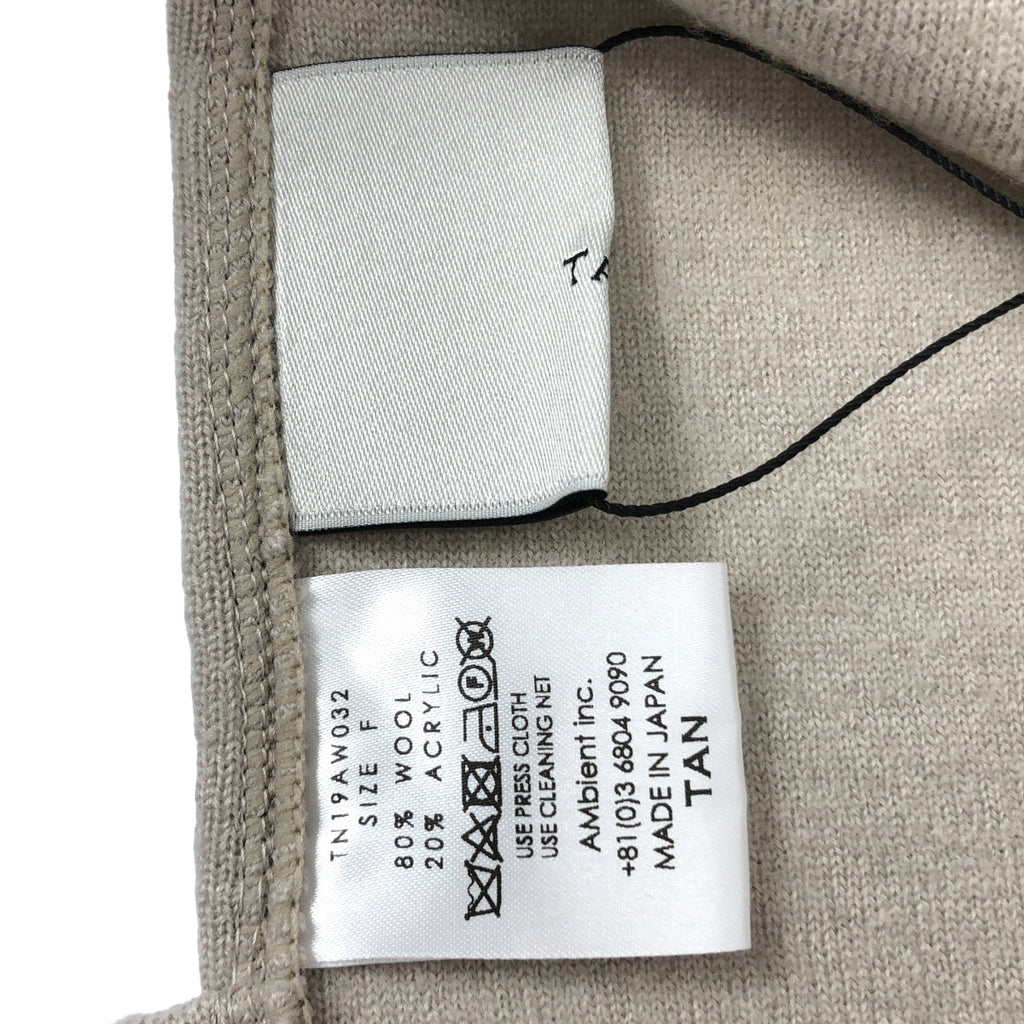 TN19AW032
SIZE F
80% WOOL
20% ACRYLIC
USE PRESS CLOTH
USE CLEANING NET
AMbient inc.
+81(0)3 6804 9090
MADE IN JAPAN
TAN